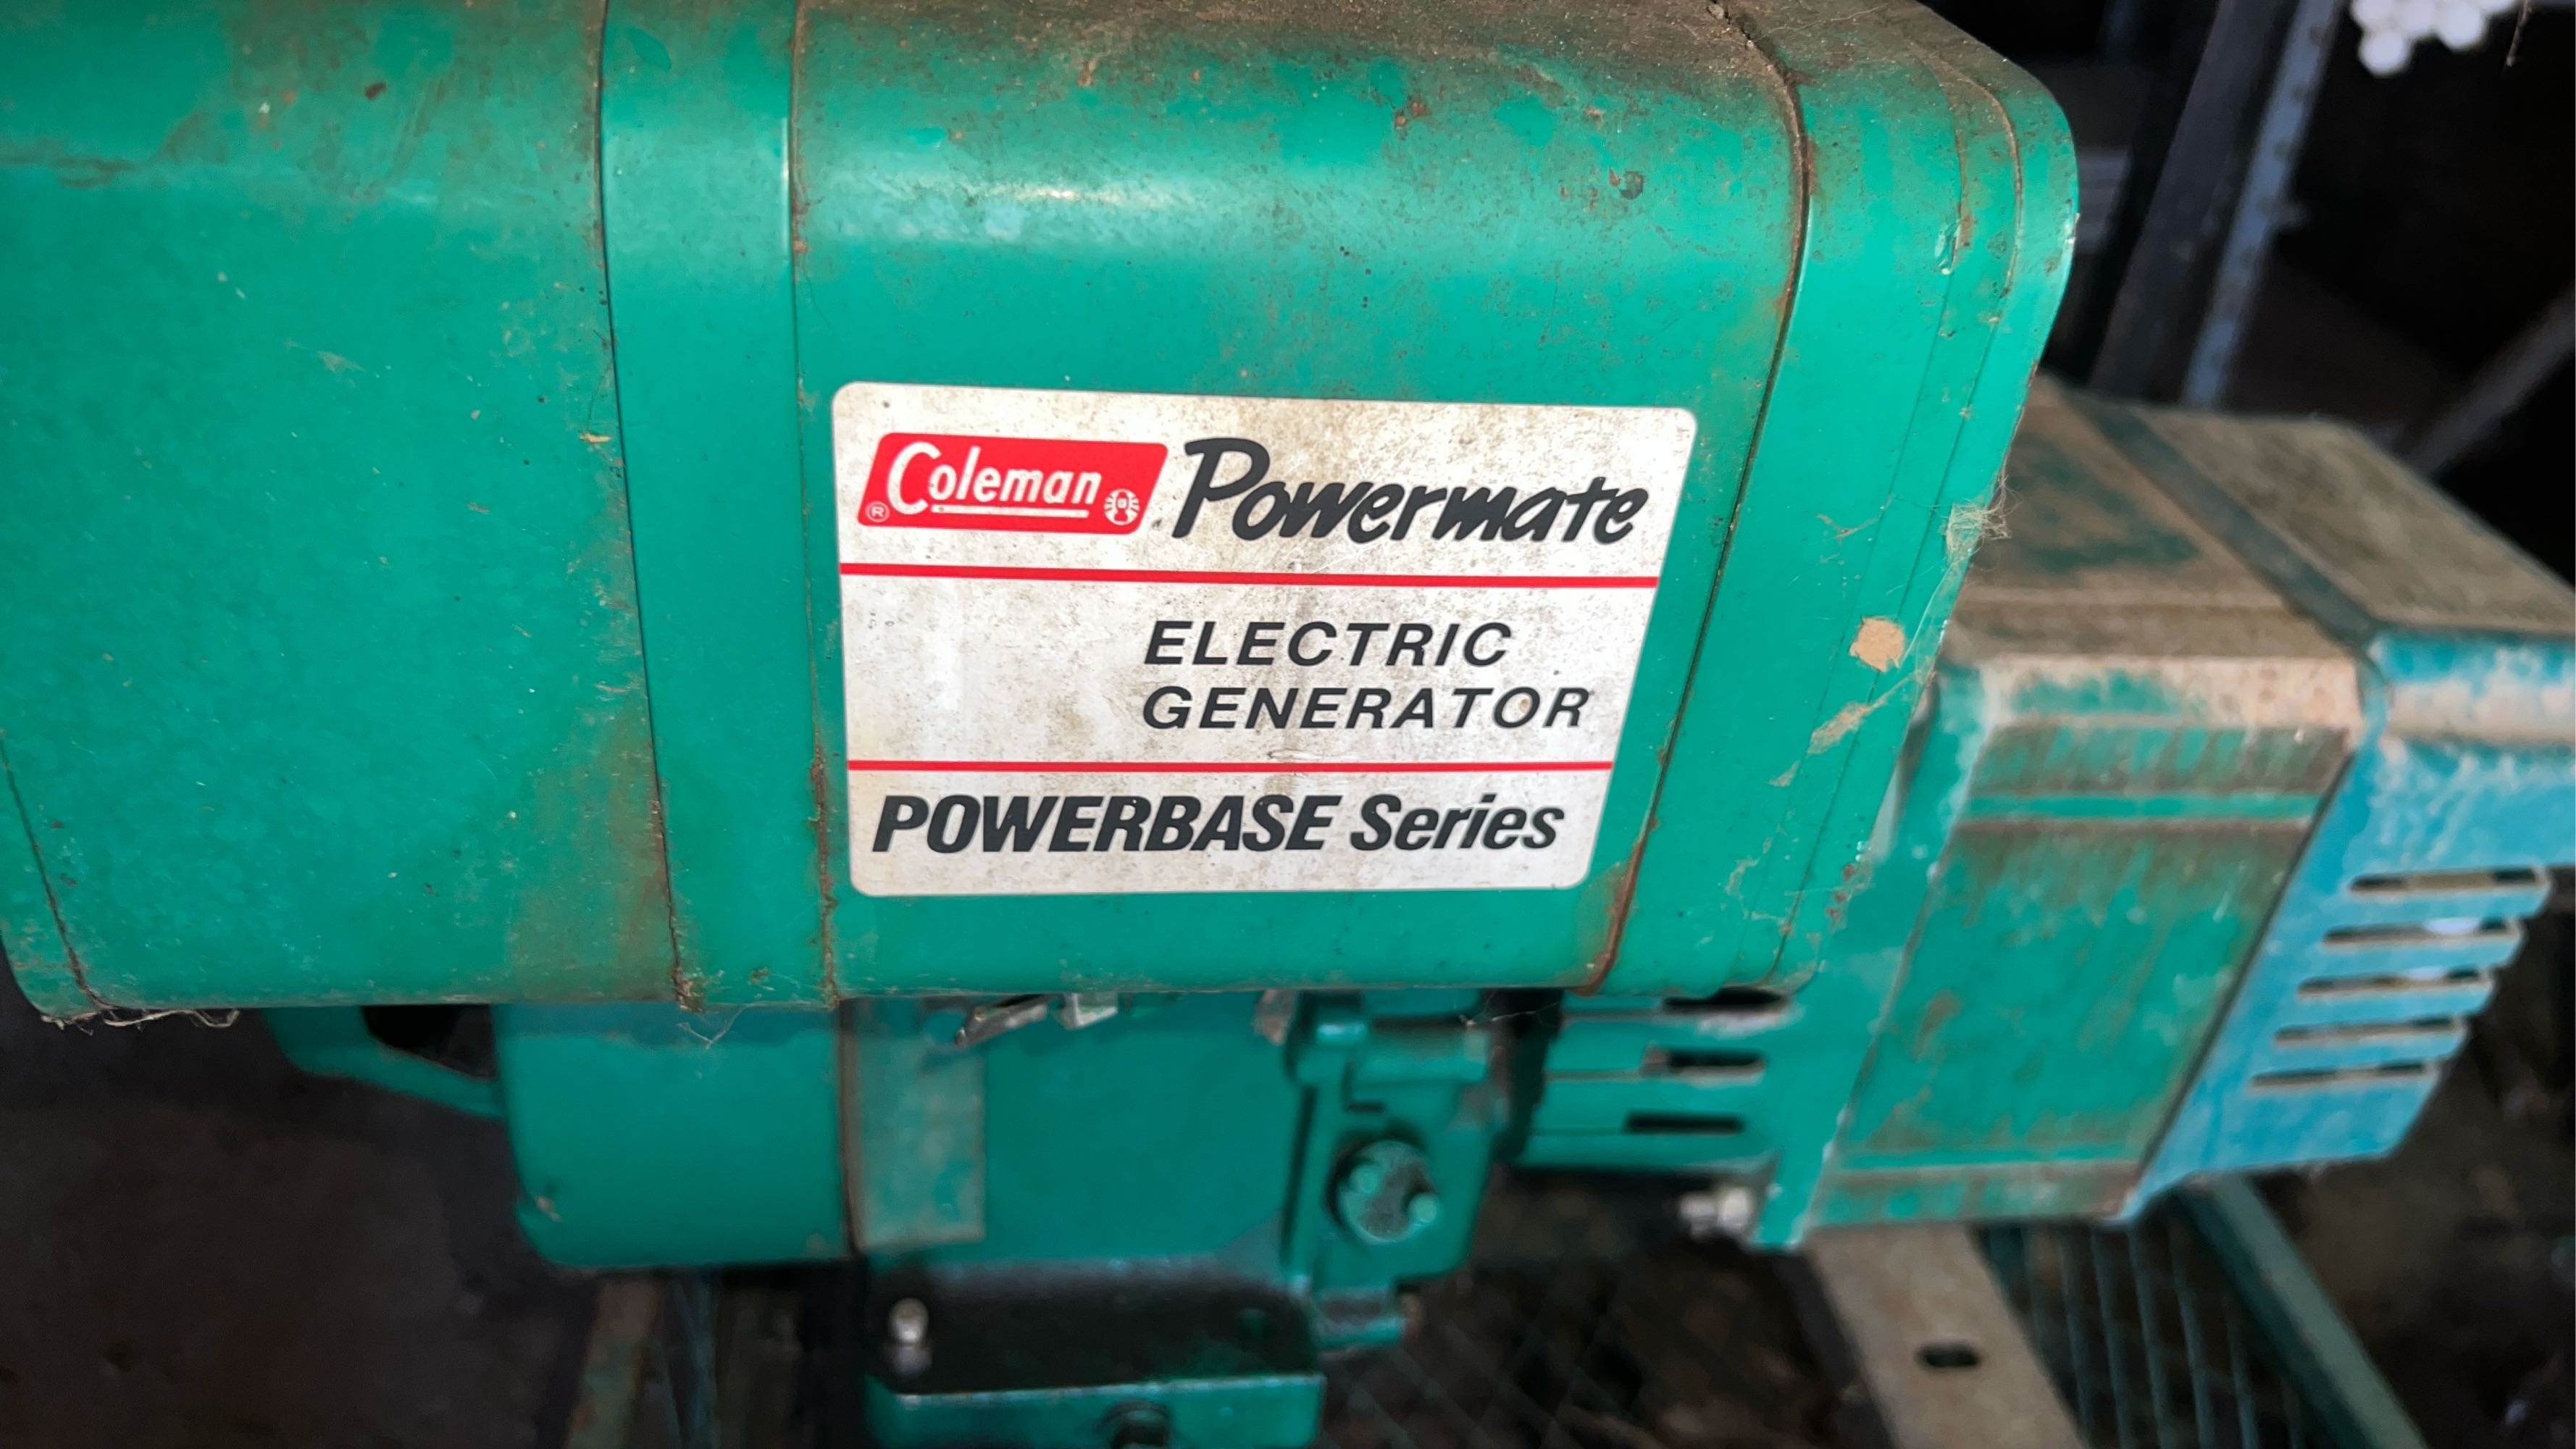 Coleman® Powermate
ELECTRIC
GENERATOR
POWERBASE Series